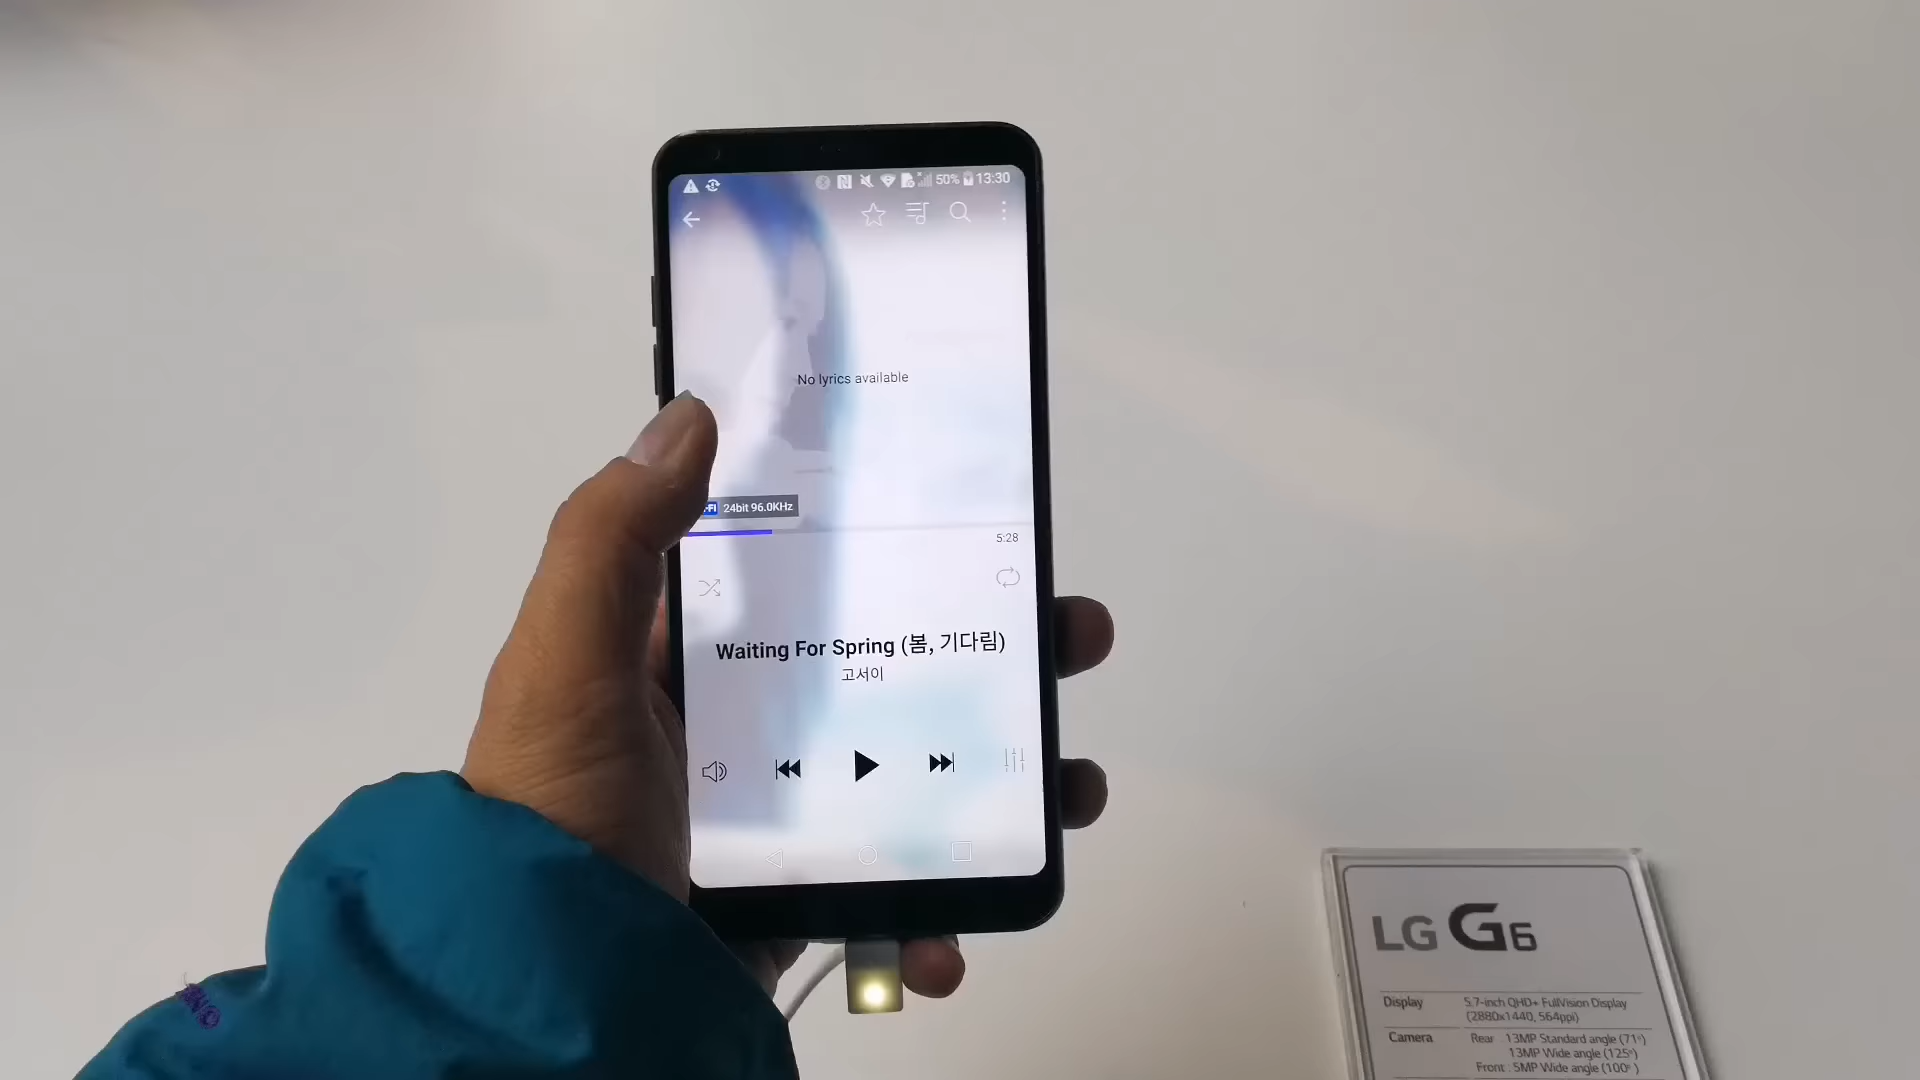 50% 13:30
No lyrics available
-FI 24bit 96.0KHz
5:28
Waiting For Spring (봄, 기다림)
고서이
LG G6
Display 5.7-inch QHD+ FullVision Display
(2880x1440, 564ppi)
Camera Rear : 13MP Standard angle (71°)
13MP Wide angle (125°)
Front : 5MP Wide angle (100°)